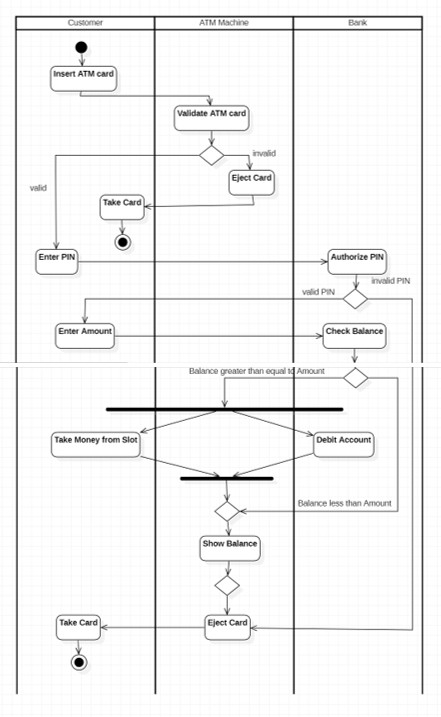 Customer
ATM Machine
Bank
Insert ATM card
Validate ATM card
invalid
Eject Card
valid
Take Card
Enter PIN
Authorize PIN
invalid PIN
valid PIN
Enter Amount
Check Balance
Balance greater than equal to Amount
Take Money from Slot
Debit Account
Balance less than Amount
Show Balance
Take Card
Eject Card